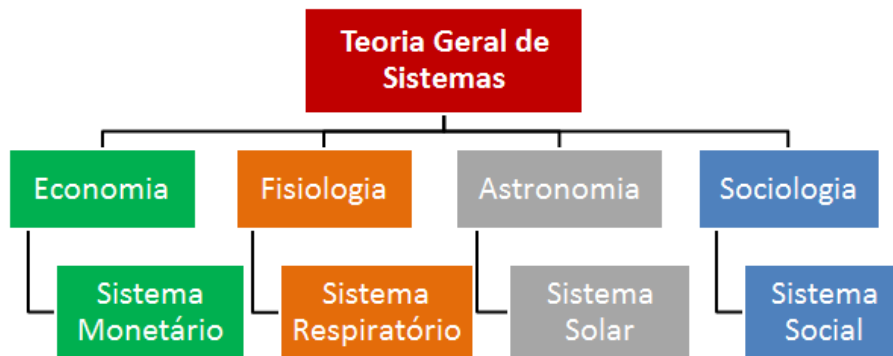 Teoria Geral de
Sistemas
Economia
Fisiologia
Astronomia
Sociologia
Sistema
Monetário
Sistema
Respiratório
Sistema
Solar
Sistema
Social